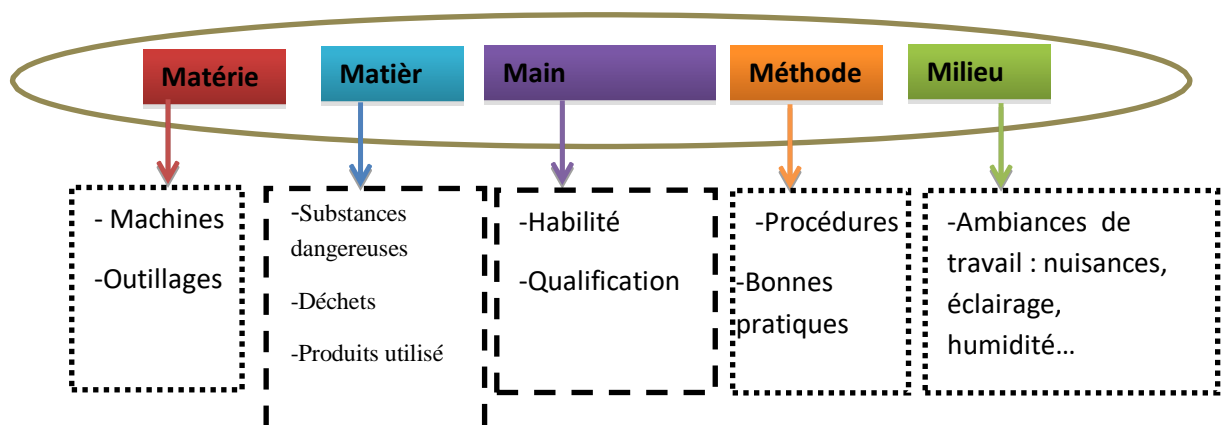 Matérie
Matièr
Main
Méthode
Milieu
- Machines
-Outillages
-Substances
dangereuses
-Déchets
-Produits utilisé
-Habilité
-Qualification
-Procédures
-Bonnes
pratiques
-Ambiances de
travail : nuisances,
éclairage,
humidité…